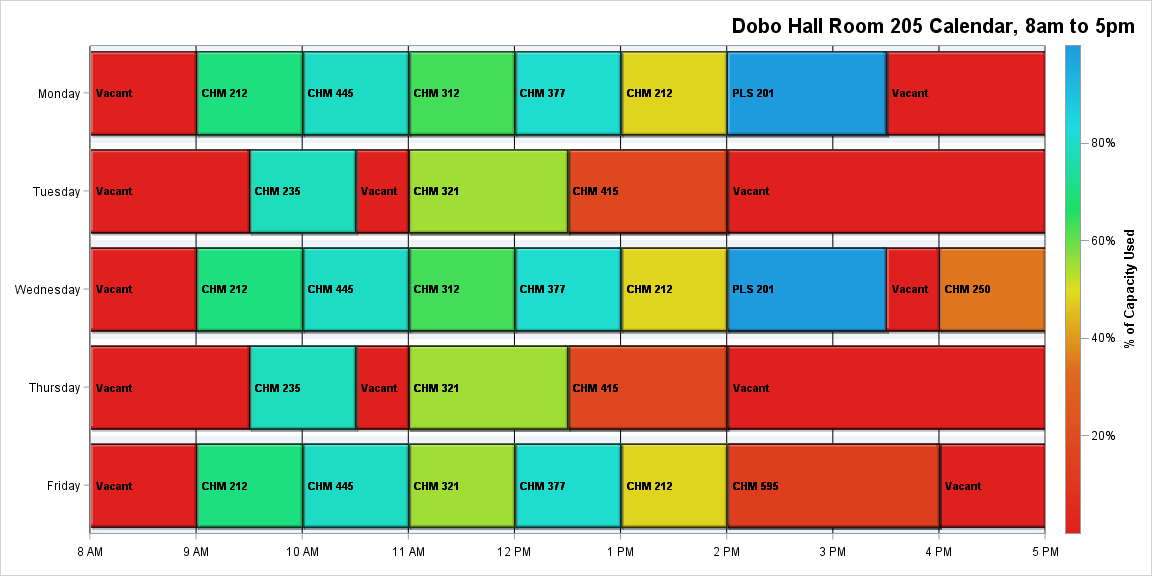 Dobo Hall Room 205 Calendar, 8am to 5pm
Monday
Vacant
CHM 212
CHM 445
CHM 312
CHM 377
CHM 212
PLS 201
Vacant
Tuesday
Vacant
CHM 235
Vacant
CHM 321
CHM 415
Vacant
Wednesday
Vacant
CHM 212
CHM 445
CHM 312
CHM 377
CHM 212
PLS 201
Vacant
CHM 250
Thursday
Vacant
CHM 235
Vacant
CHM 321
CHM 415
Vacant
Friday
Vacant
CHM 212
CHM 445
CHM 321
CHM 377
CHM 212
CHM 595
Vacant
8 AM
9 AM
10 AM
11 AM
12 PM
1 PM
2 PM
3 PM
4 PM
5 PM
80%
60%
40%
20%
% of Capacity Used